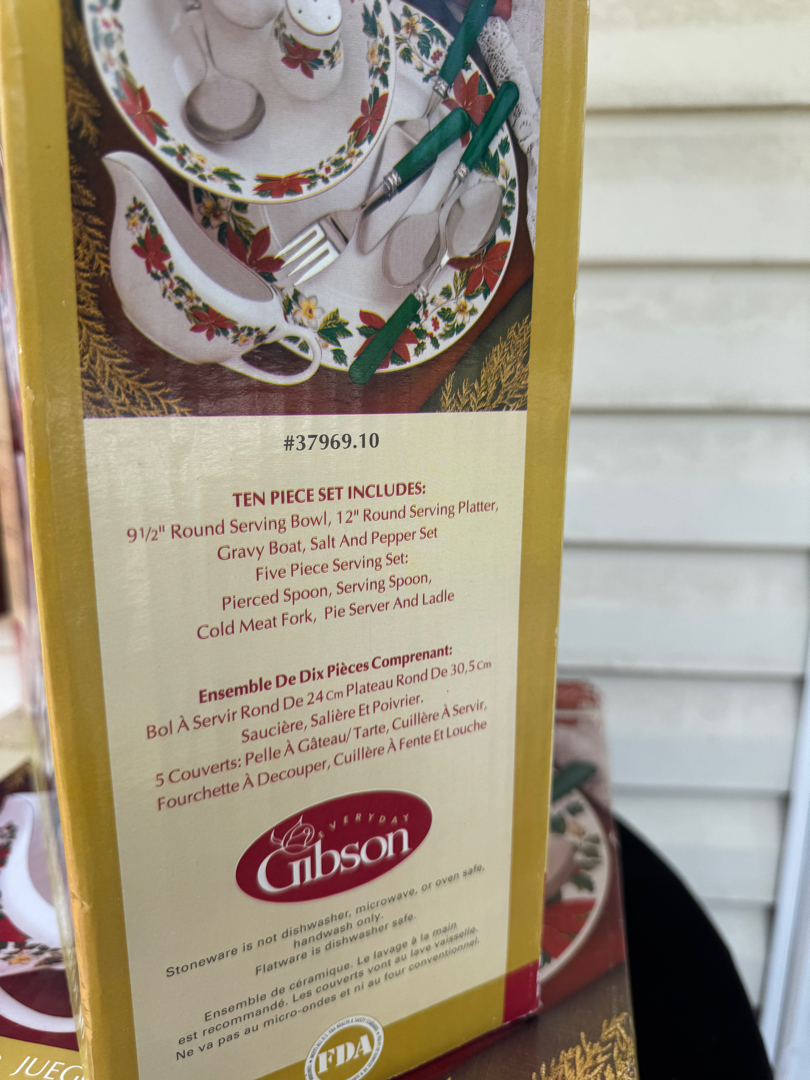 #37969.10
TEN PIECE SET INCLUDES:
9 1/2" Round Serving Bowl, 12" Round Serving Platter,
Gravy Boat, Salt And Pepper Set
Five Piece Serving Set:
Pierced Spoon, Serving Spoon,
Cold Meat Fork, Pie Server And Ladle
Ensemble De Dix Pièces Comprenant:
Bol À Servir Rond De 24 Cm Plateau Rond De 30,5 Cm
Saucière, Salière Et Poivrier.
5 Couverts: Pelle À Gâteau/ Tarte, Cuillère À Servir,
Fourchette À Decouper, Cuillère À Fente Et Louche
EVERYDAY
Gibson
Stoneware is not dishwasher, microwave, or oven safe,
handwash only.
Flatware is dishwasher safe.
Ensemble de céramique. Le lavage à la main
est recommandé. Les couverts vont au lave vaisselle.
Ne va pas au micro-ondes et ni au four conventionnel.
FDA